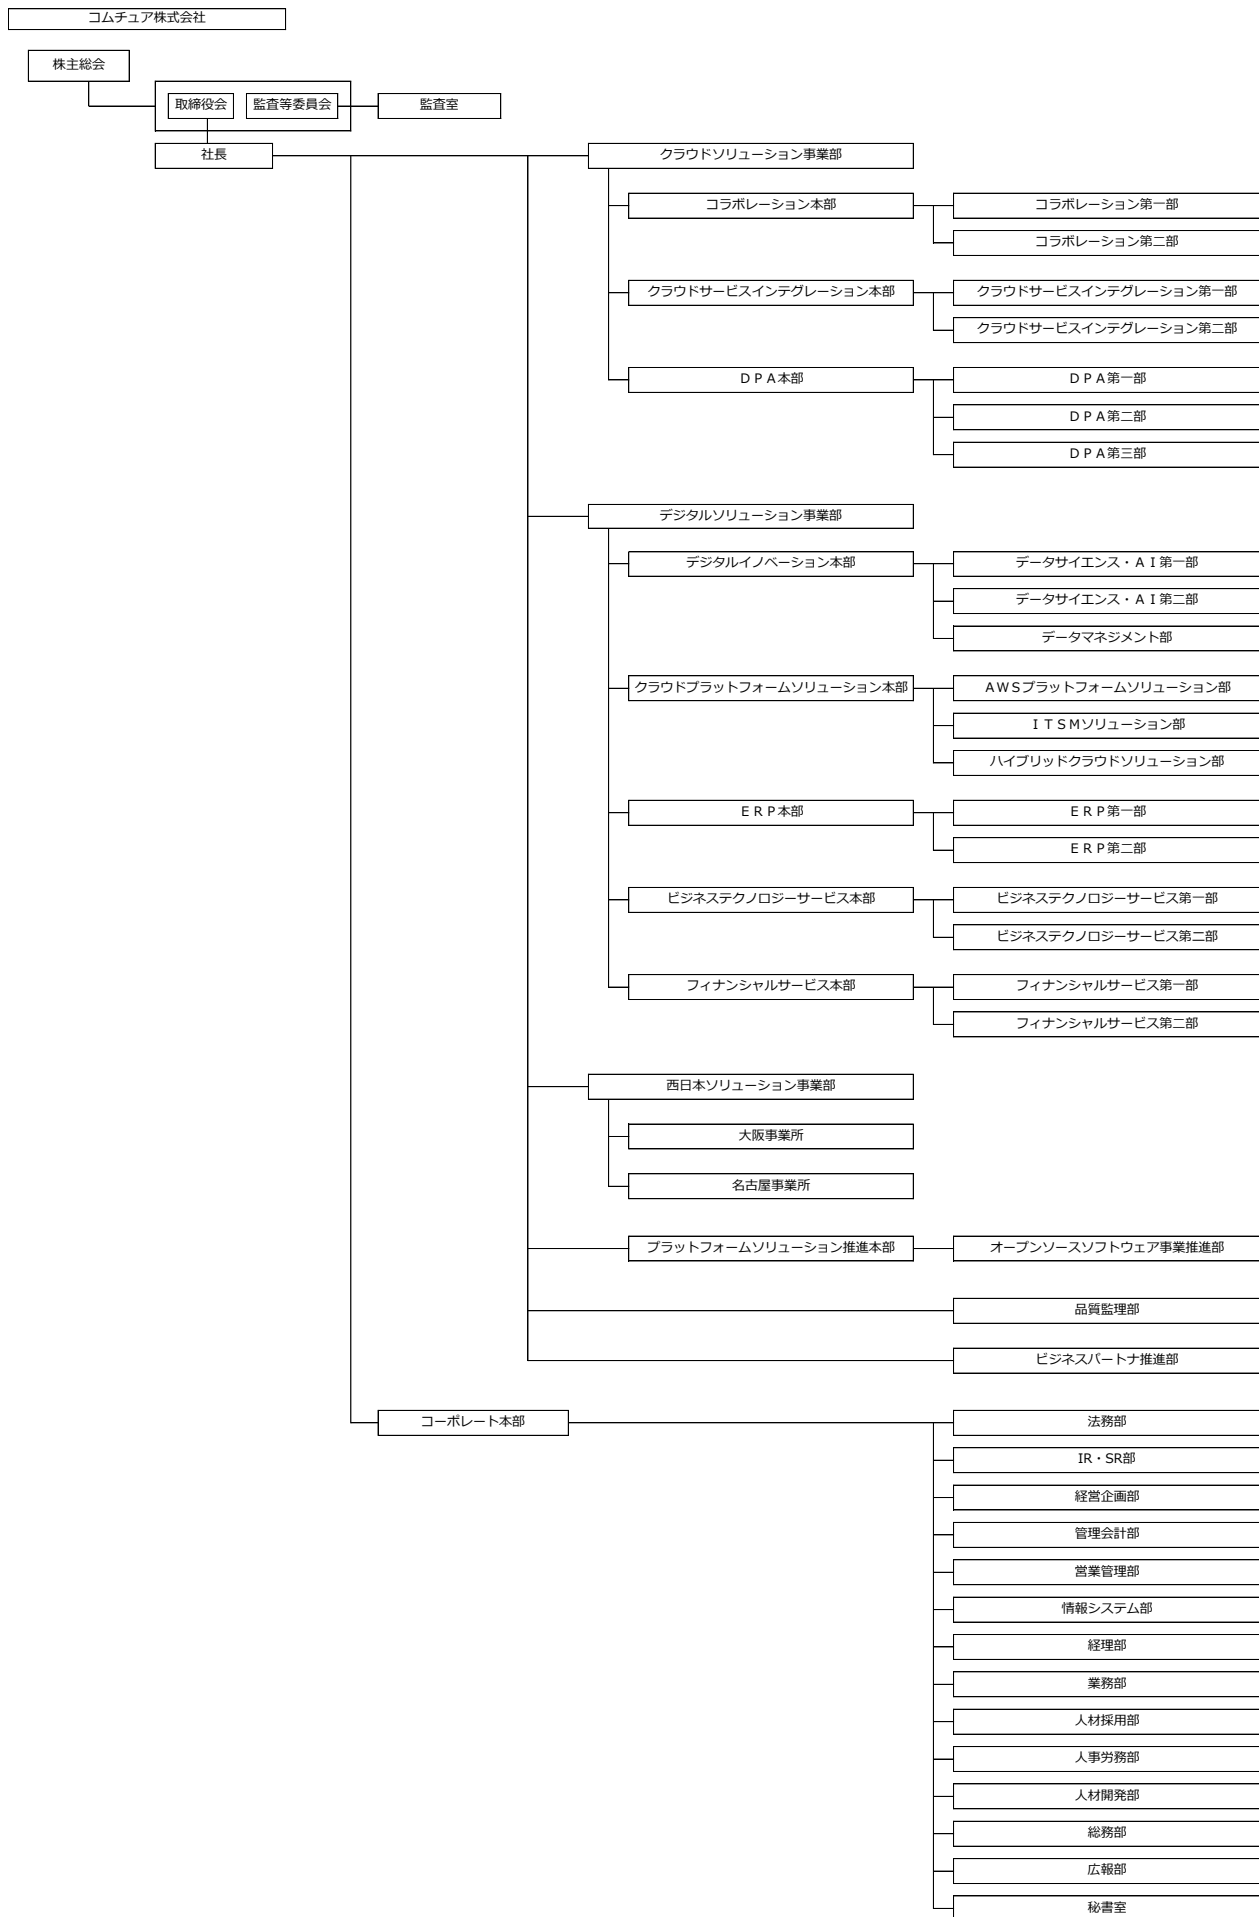 コムチュア株式会社
株主総会
取締役会
監査等委員会
監査室
社長
クラウドソリューション事業部
コラボレーション本部
コラボレーション第一部
コラボレーション第二部
クラウドサービスインテグレーション本部
クラウドサービスインテグレーション第一部
クラウドサービスインテグレーション第二部
ＤＰＡ本部
ＤＰＡ第一部
ＤＰＡ第二部
ＤＰＡ第三部
デジタルソリューション事業部
デジタルイノベーション本部
データサイエンス・ＡＩ第一部
データサイエンス・ＡＩ第二部
データマネジメント部
クラウドプラットフォームソリューション本部
ＡＷＳプラットフォームソリューション部
ＩＴＳＭソリューション部
ハイブリッドクラウドソリューション部
ＥＲＰ本部
ＥＲＰ第一部
ＥＲＰ第二部
ビジネステクノロジーサービス本部
ビジネステクノロジーサービス第一部
ビジネステクノロジーサービス第二部
フィナンシャルサービス本部
フィナンシャルサービス第一部
フィナンシャルサービス第二部
西日本ソリューション事業部
大阪事業所
名古屋事業所
プラットフォームソリューション推進本部
オープンソースソフトウェア事業推進部
品質監理部
ビジネスパートナ推進部
コーポレート本部
法務部
IR・SR部
経営企画部
管理会計部
営業管理部
情報システム部
経理部
業務部
人材採用部
人事労務部
人材開発部
総務部
広報部
秘書室